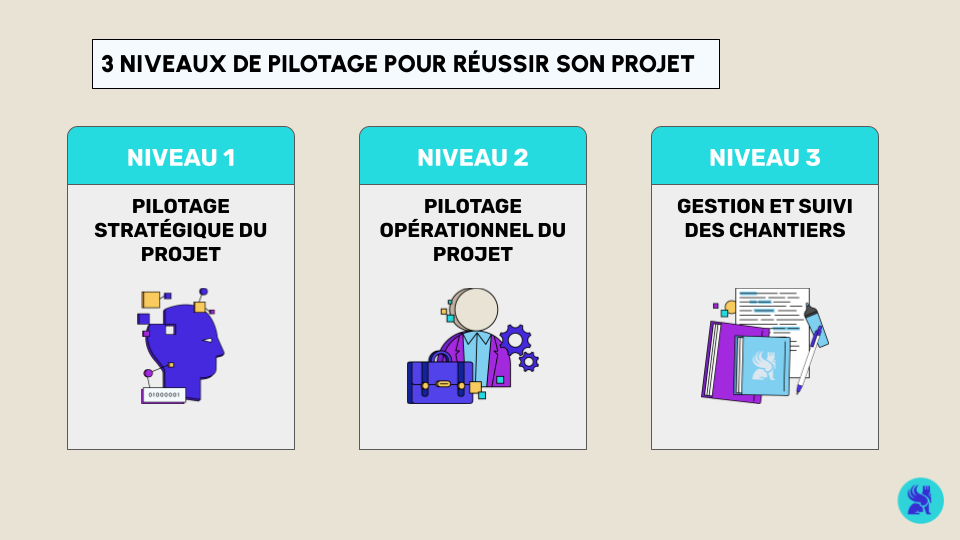 3 NIVEAUX DE PILOTAGE POUR RÉUSSIR SON PROJET
NIVEAU 1
PILOTAGE
STRATÉGIQUE DU
PROJET
01000001
NIVEAU 2
PILOTAGE
OPÉRATIONNEL DU
PROJET
NIVEAU 3
GESTION ET SUIVI
DES CHANTIERS